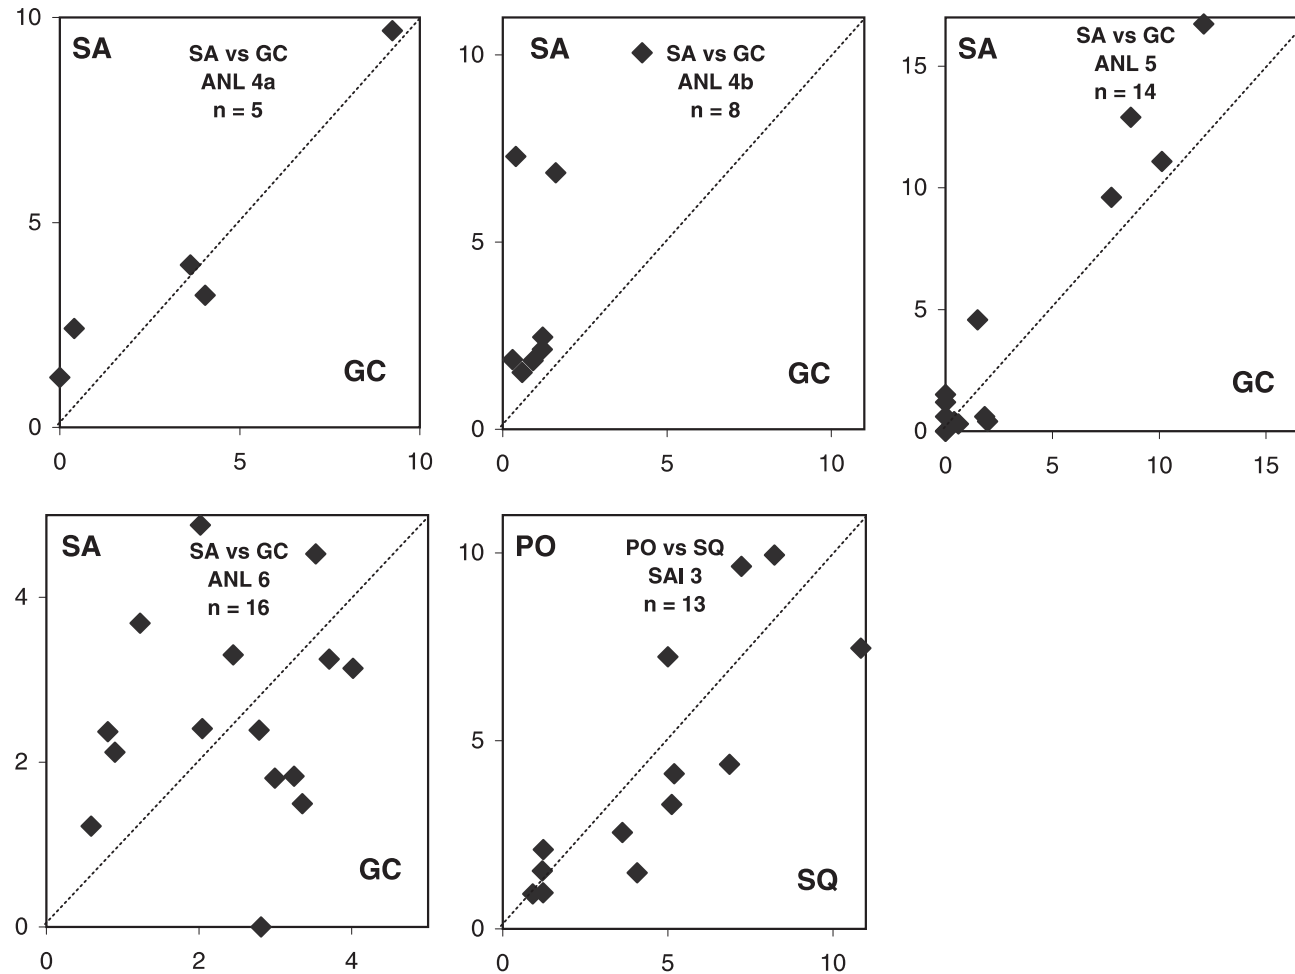 10
SA
SA vs GC
ANL 4a
n = 5
5
GC
0
0 5 10
10
SA
SA vs GC
ANL 4b
n = 8
5
GC
0
0 5 10
SA
SA vs GC
ANL 5
n = 14
15
10
5
GC
0
0 5 10 15
SA
SA vs GC
ANL 6
n = 16
4
2
GC
0
0 2 4
PO
PO vs SQ
SAI 3
n = 13
10
5
SQ
0
0 5 10